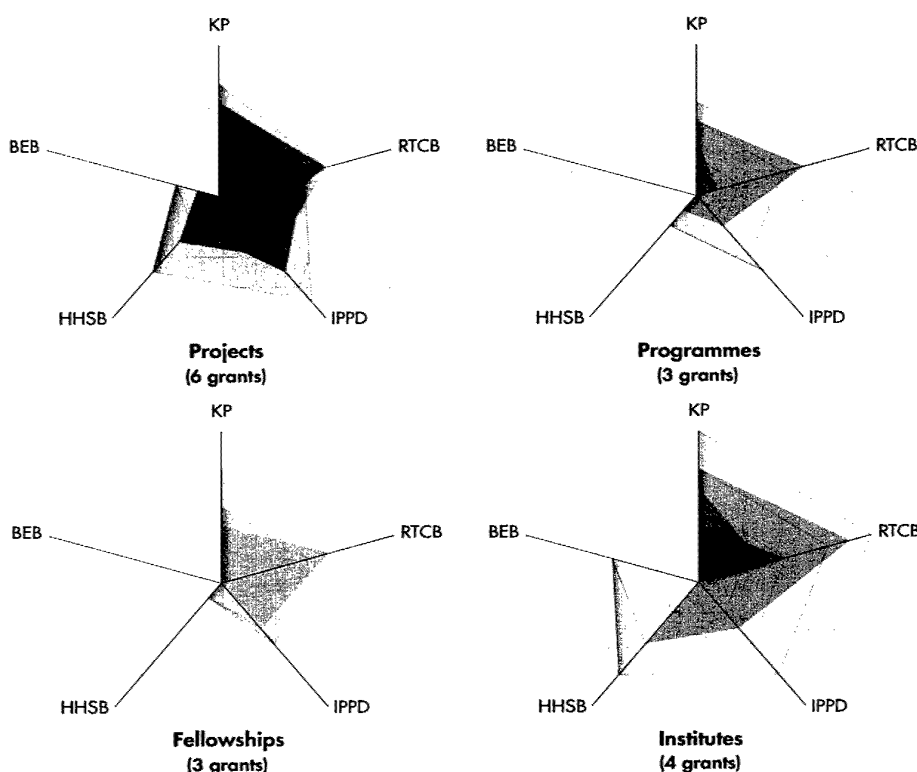 KP
KP
BEB
RTCB
BEB
RTCB
HHSB
IPPD
HHSB
IPPD
Projects
(6 grants)
Programmes
(3 grants)
KP
KP
BEB
RTCB
BEB
RTCB
HHSB
IPPD
HHSB
IPPD
Fellowships
(3 grants)
Institutes
(4 grants)